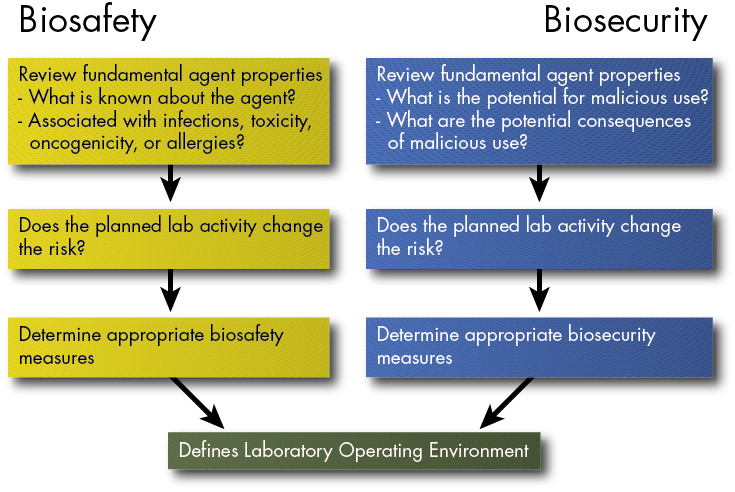 Biosafety
Review fundamental agent properties
- What is known about the agent?
- Associated with infections, toxicity,
oncogenicity, or allergies?
Does the planned lab activity change
the risk?
Determine appropriate biosafety
measures
Biosecurity
Review fundamental agent properties
- What is the potential for malicious use?
- What are the potential consequences
of malicious use?
Does the planned lab activity change
the risk?
Determine appropriate biosecurity
measures
Defines Laboratory Operating Environment